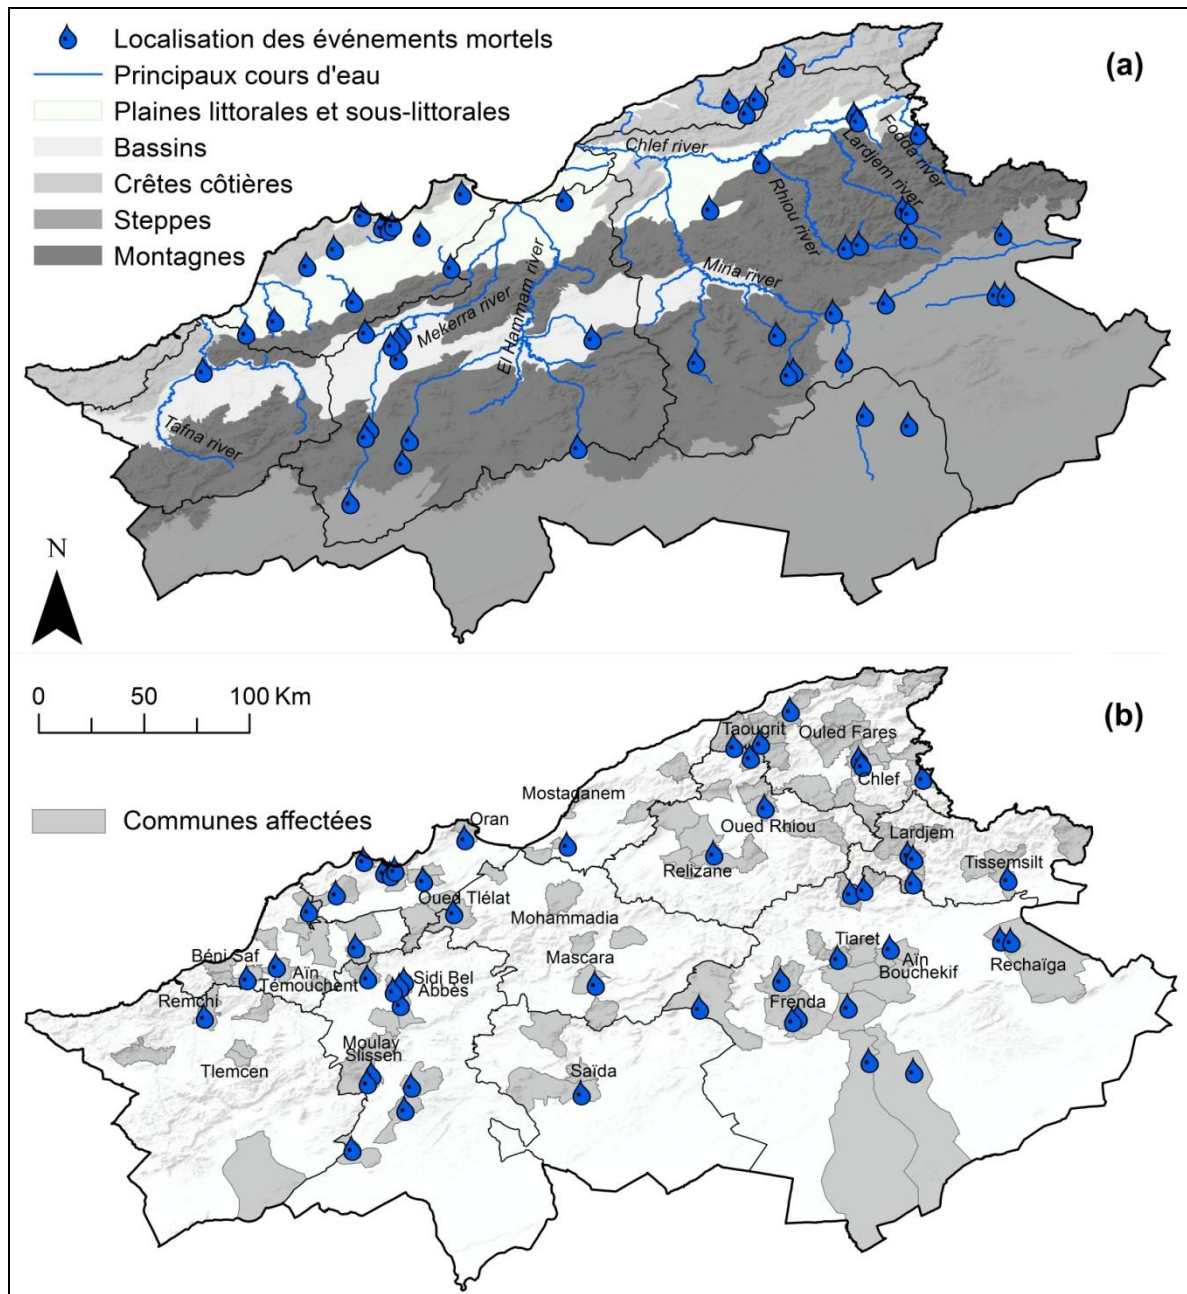 Localisation des événements mortels
Principaux cours d'eau
Plaines littorales et sous-littorales
Bassins
Crêtes côtières
Steppes
Montagnes
(a)
Chlef river
Fodda river
Lardjem river
Rhiou river
Mina river
Mekerra river
El Hammam river
Tafna river
N
0 50 100 Km
(b)
Communes affectées
Taougrit
Ouled Fares
Chlef
Mostaganem
Oran
Oued Rhiou
Lardjem
Relizane
Tissemsilt
Oued Tlélat
Mohammadia
Béni Saf
Aïn
Témouchent
Sidi Bel
Abbès
Mascara
Tiaret
Aïn
Bouchekif
Rechaïga
Remchi
Frenda
Tlemcen
Moulay
Slissen
Saïda